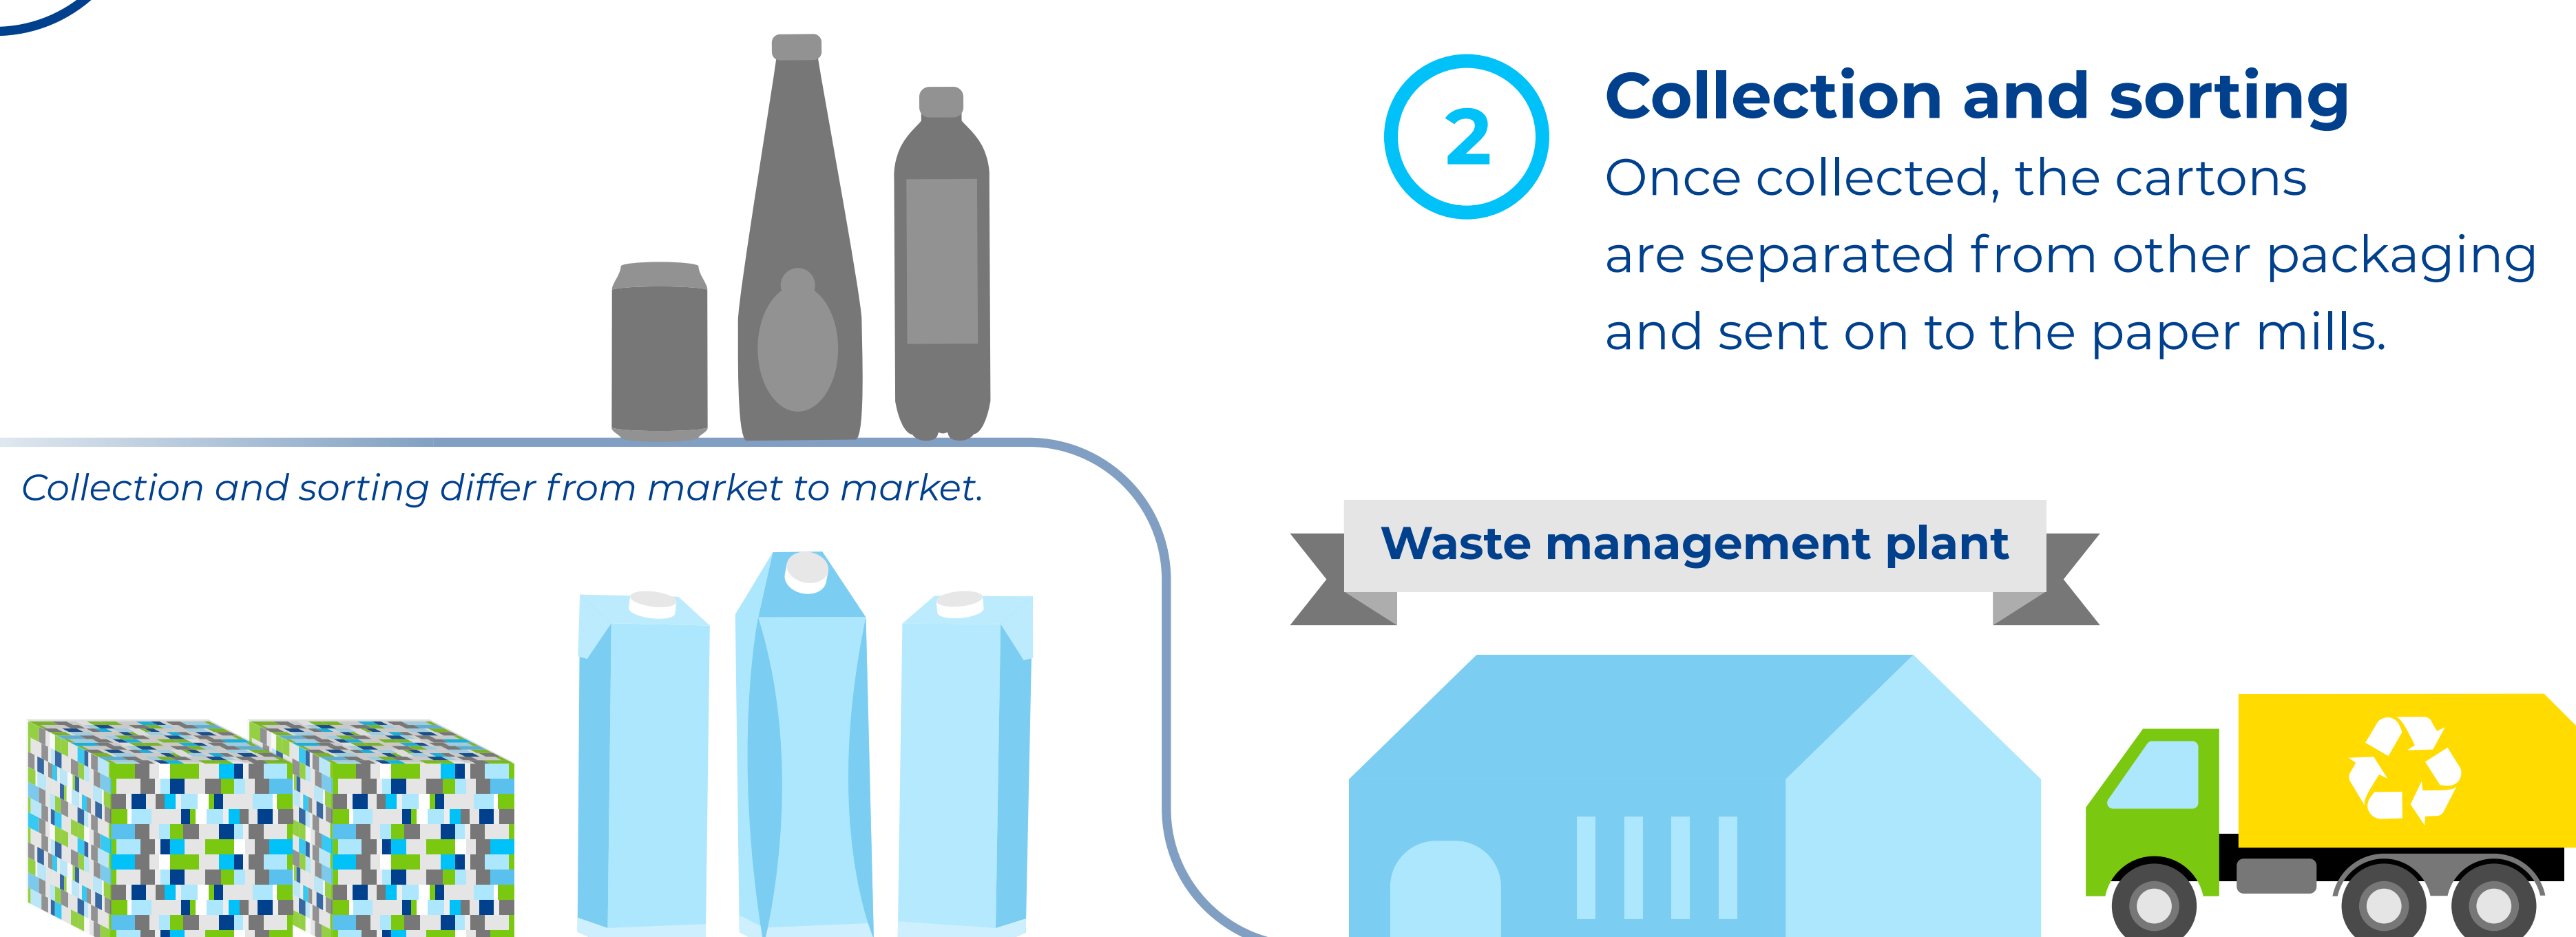 2
Collection and sorting
Once collected, the cartons
are separated from other packaging
and sent on to the paper mills.
Collection and sorting differ from market to market.
Waste management plant